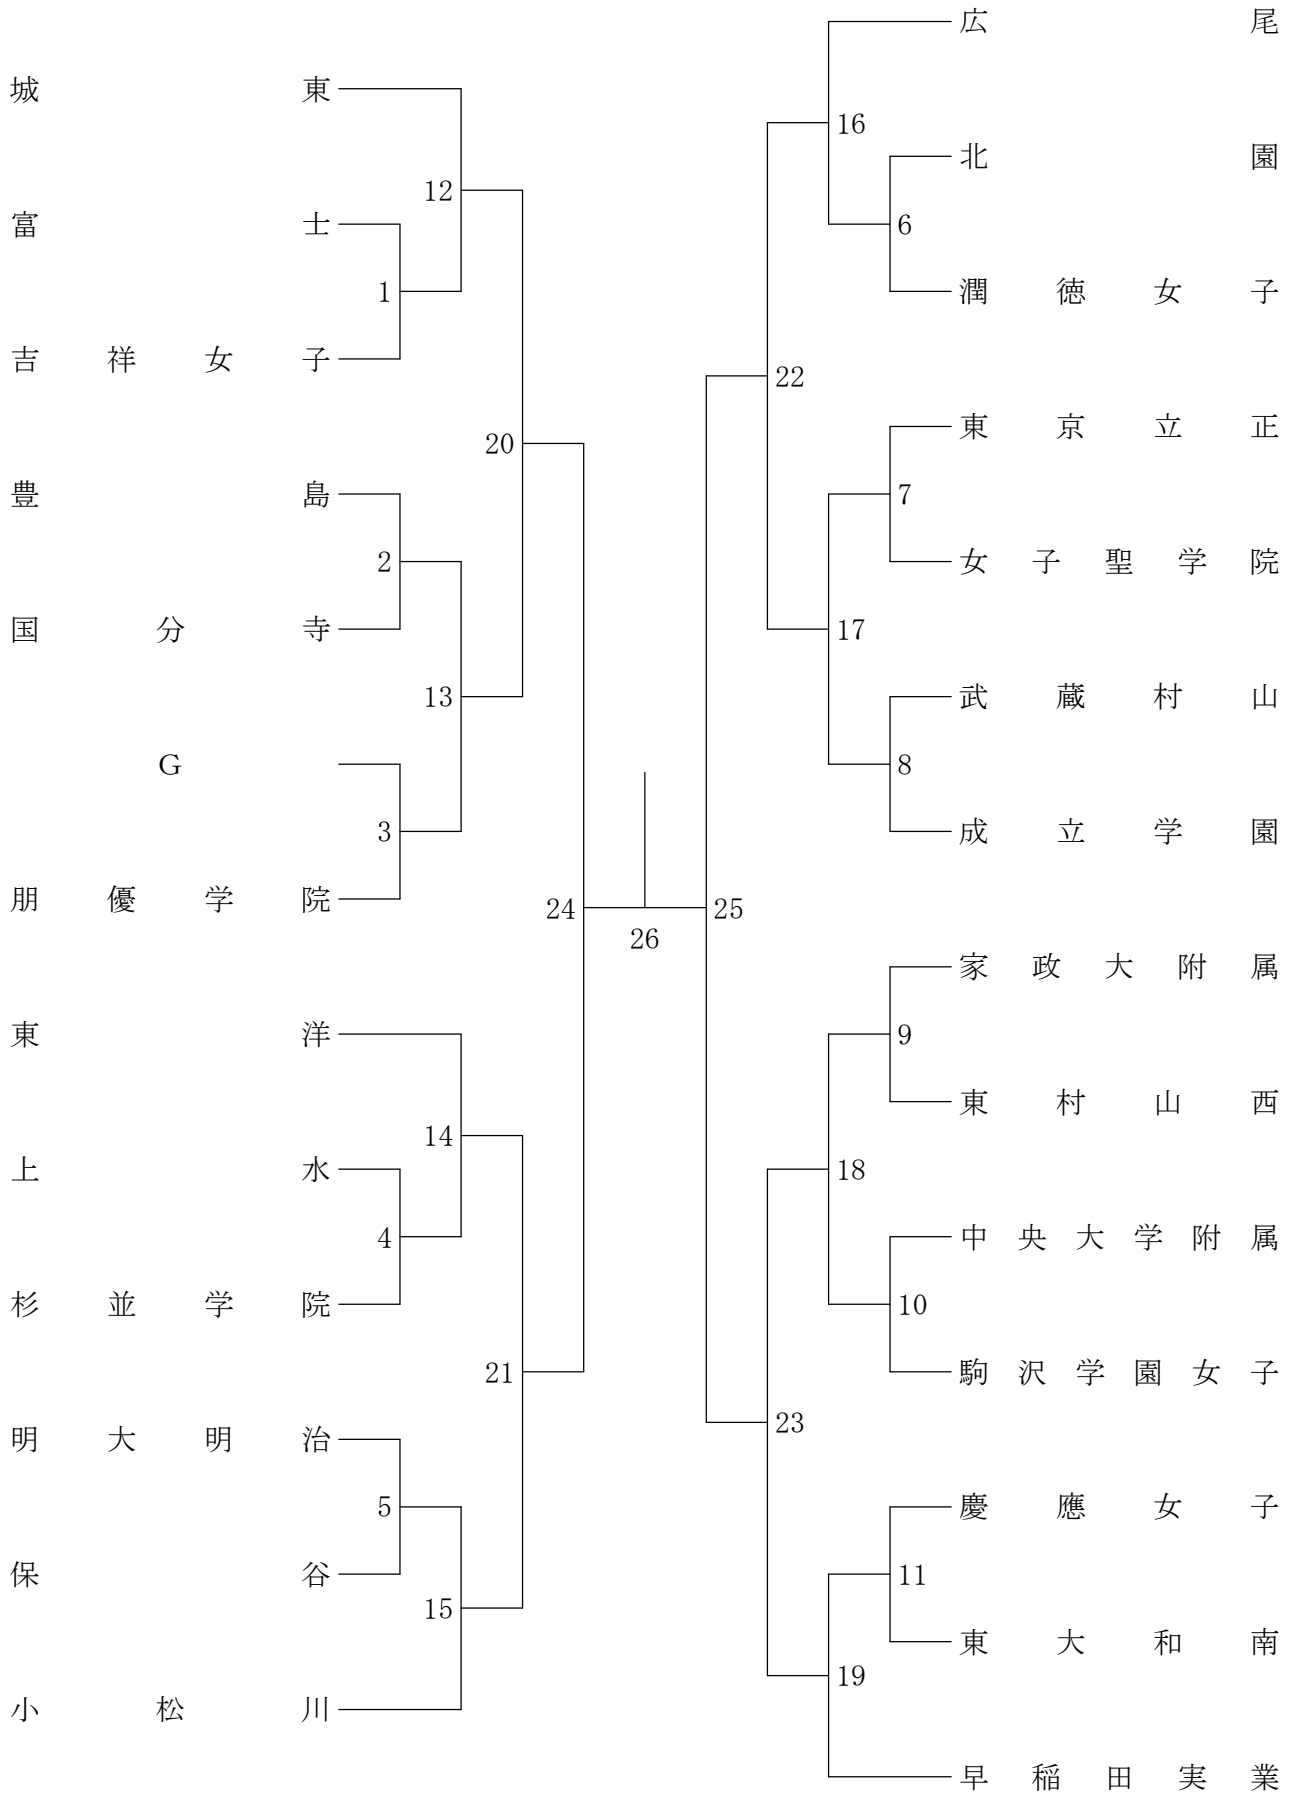 城東
富士
吉祥女子
豊島
国分寺
G
朋優学院
東洋
上水
杉並学院
明大明治
保谷
小松川
1
2
3
4
5
12
13
14
15
20
21
24
26
25
22
23
16
17
18
19
6
7
8
9
10
11
広尾
北園
潤徳女子
東京立正
女子聖学院
武蔵村山
成立学園
家政大附属
東村山西
中央大学附属
駒沢学園女子
慶應女子
東大和南
早稲田実業